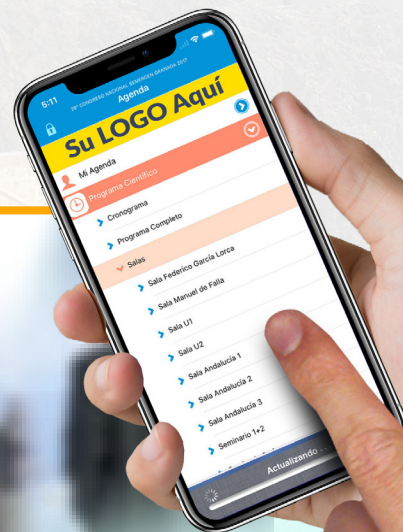 5:11
39º CONGRESO NACIONAL SEMERGEN GRANADA 2017
Agenda
Su LOGO Aquí
Mi Agenda
Programa Científico
Cronograma
Programa Completo
Salas
Sala Federico García Lorca
Sala Manuel de Falla
Sala U1
Sala U2
Sala Andalucía 1
Sala Andalucía 2
Sala Andalucía 3
Seminario 1+2
Actualizando . . .